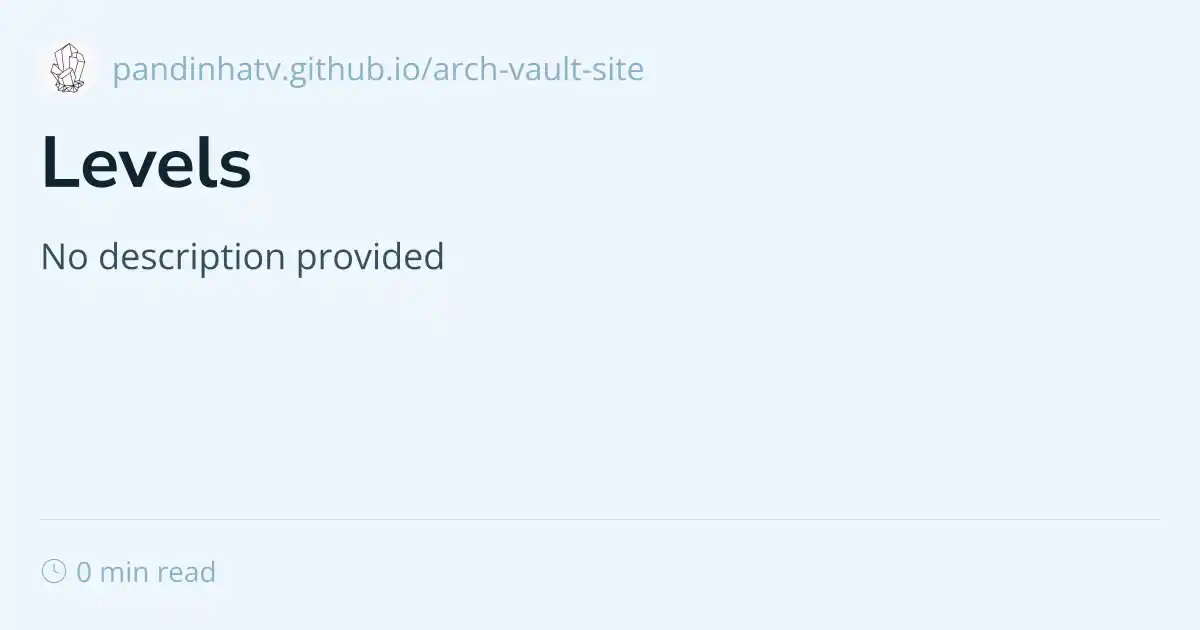 pandinhatv.github.io/arch-vault-site
Levels
No description provided
0 min read